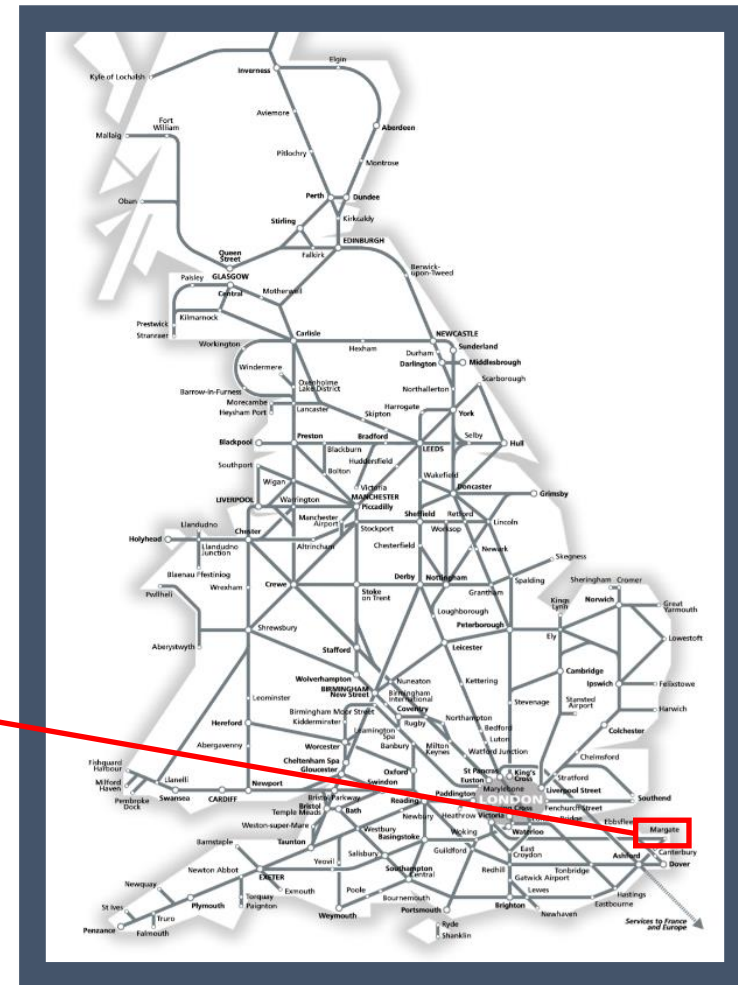 Elgin
Inverness
Kyle of Lochalsh
Aviemore
Fort
William
Aberdeen
Mallaig
Pitlochry
Montrose
Perth
Dundee
Oban
Kirkcaldy
Stirling
EDINBURGH
Queen
Street
Falkirk
Berwick-
upon-Tweed
Paisley
GLASGOW
Central
Motherwell
Prestwick
Kilmarnock
Stranraer
Carlisle
NEWCASTLE
Workington
Hexham
Sunderland
Durham
Darlington
Middlesbrough
Windermere
Oxenholme
Lake District
Scarborough
Barrow-in-Furness
Northallerton
Morecambe
Heysham Port
Lancaster
Harrogate
Skipton
York
Blackpool
Preston
Bradford
Selby
Hull
Blackburn
LEEDS
Southport
Huddersfield
Bolton
Wakefield
Wigan
Victoria
Doncaster
Grimsby
LIVERPOOL
Warrington
MANCHESTER
Piccadilly
Manchester
Airport
Sheffield
Retford
Lincoln
Llandudno
Stockport
Worksop
Holyhead
Chester
Llandudno
Junction
Altrincham
Chesterfield
Newark
Skegness
Blaenau Ffestiniog
Wrexham
Crewe
Derby
Nottingham
Spalding
Sheringham
Cromer
Pwllheli
Stoke
on Trent
Grantham
Kings
Lynn
Norwich
Great
Yarmouth
Loughborough
Shrewsbury
Peterborough
Ely
Lowestoft
Aberystwyth
Stafford
Leicester
Wolverhampton
Nuneaton
Cambridge
BIRMINGHAM
New Street
Birmingham
International
Kettering
Ipswich
Felixstowe
Leominster
Coventry
Stevenage
Stansted
Airport
Birmingham Moor Street
Kidderminster
Rugby
Northampton
Harwich
Hereford
Leamington
Spa
Bedford
Colchester
Abergavenny
Worcester
Banbury
Milton
Keynes
Luton
Watford Junction
Chelmsford
Cheltenham Spa
Gloucester
Oxford
St Pancras
Euston
King's
Cross
Stratford
Fishguard
Harbour
Llanelli
Newport
Swindon
Marylebone
Liverpool Street
Milford
Haven
Paddington
LONDON
Southend
Pembroke
Dock
Swansea
CARDIFF
Bristol Parkway
Reading
Fenchurch Street
Bristol
Temple Meads
Bath
Newbury
Heathrow
Victoria
Weston-super-Mare
Westbury
Basingstoke
Woking
Waterloo
Margate
Barnstaple
Taunton
Guildford
East
Croydon
Canterbury
Yeovil
Salisbury
Redhill
Tonbridge
Ashford
Dover
Newton Abbot
EXETER
Southampton
Central
Gatwick Airport
Newquay
Exmouth
Poole
Lewes
Hastings
Eastbourne
St Ives
Torquay
Paignton
Bournemouth
Plymouth
Weymouth
Portsmouth
Brighton
Newhaven
Truro
Services to France
and Europe
Penzance
Falmouth
Ryde
Shanklin